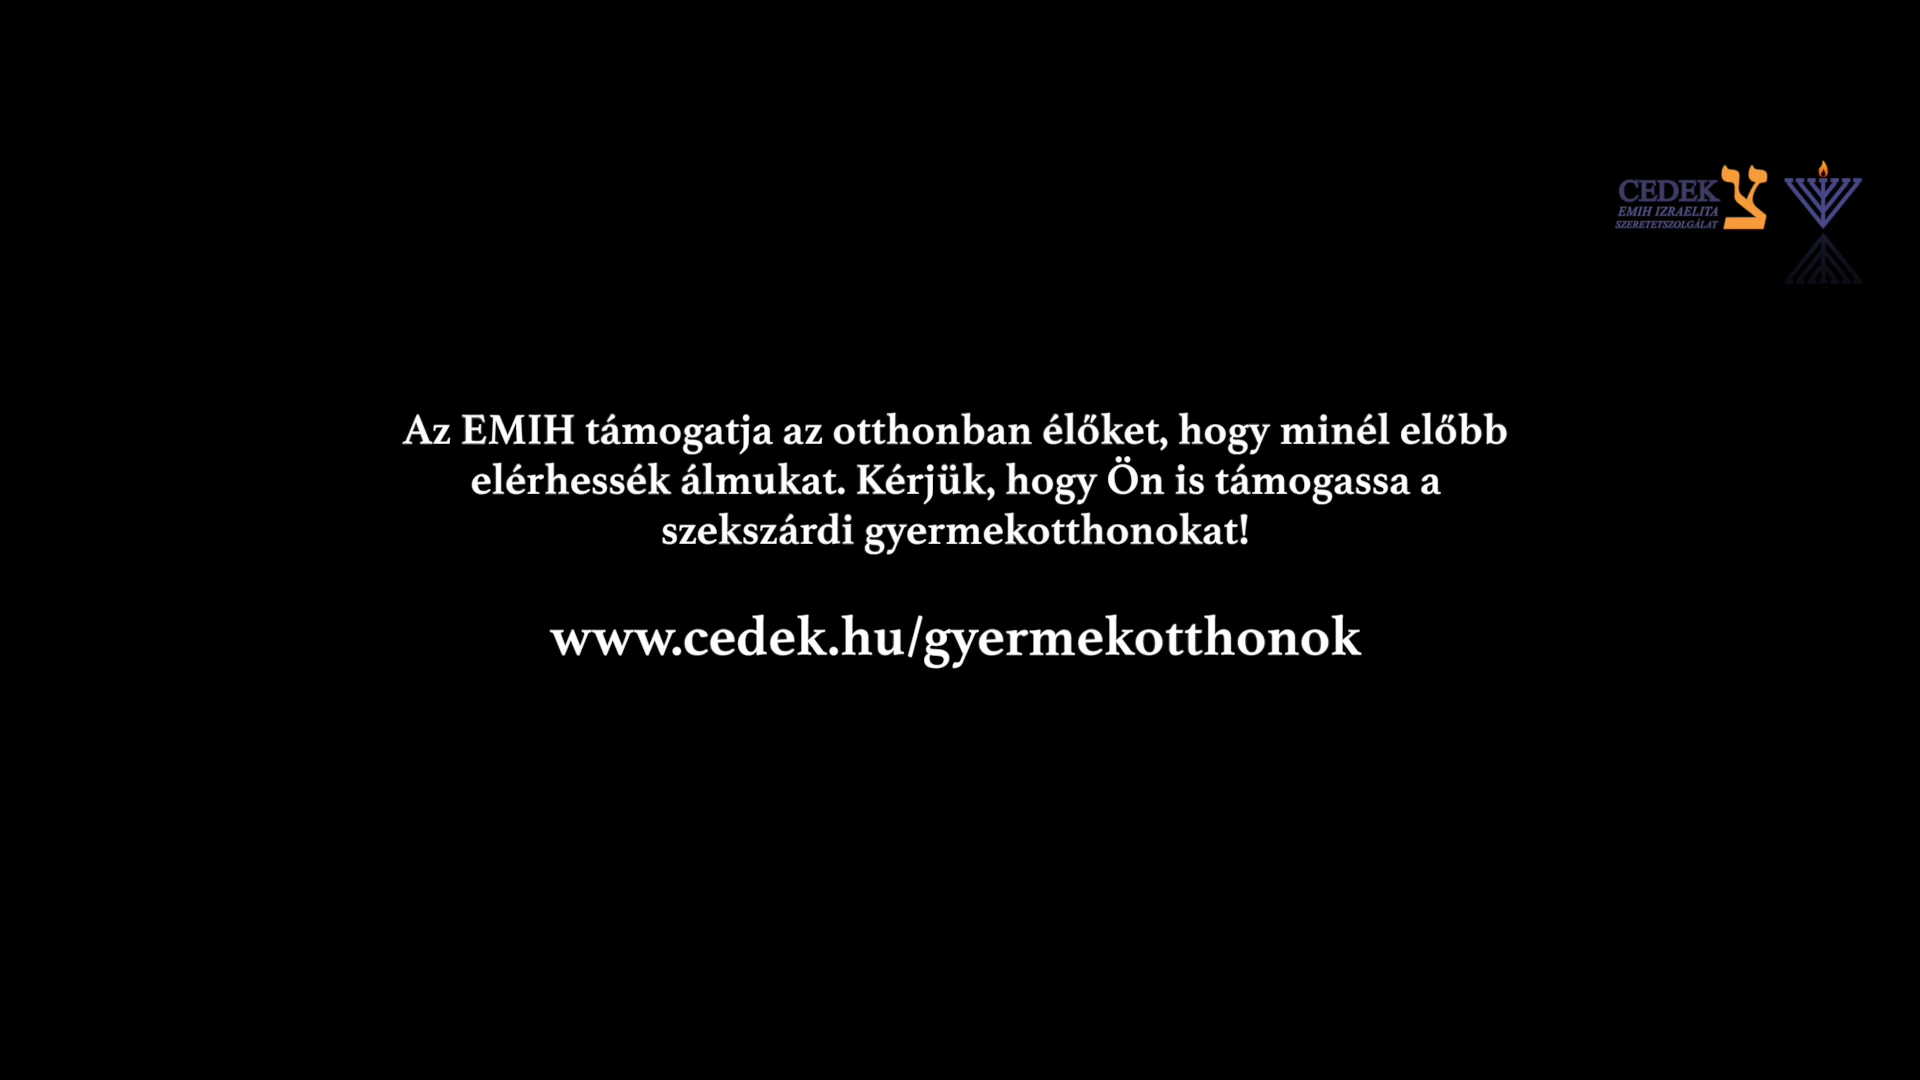 CEDEK צ
EMIH IZRAELITA
SZERETETSZOLGÁLAT
Az EMIH támogatja az otthonban élőket, hogy minél előbb
elérhessék álmukat. Kérjük, hogy Ön is támogassa a
szekszárdi gyermekotthonokat!
www.cedek.hu/gyermekotthonok